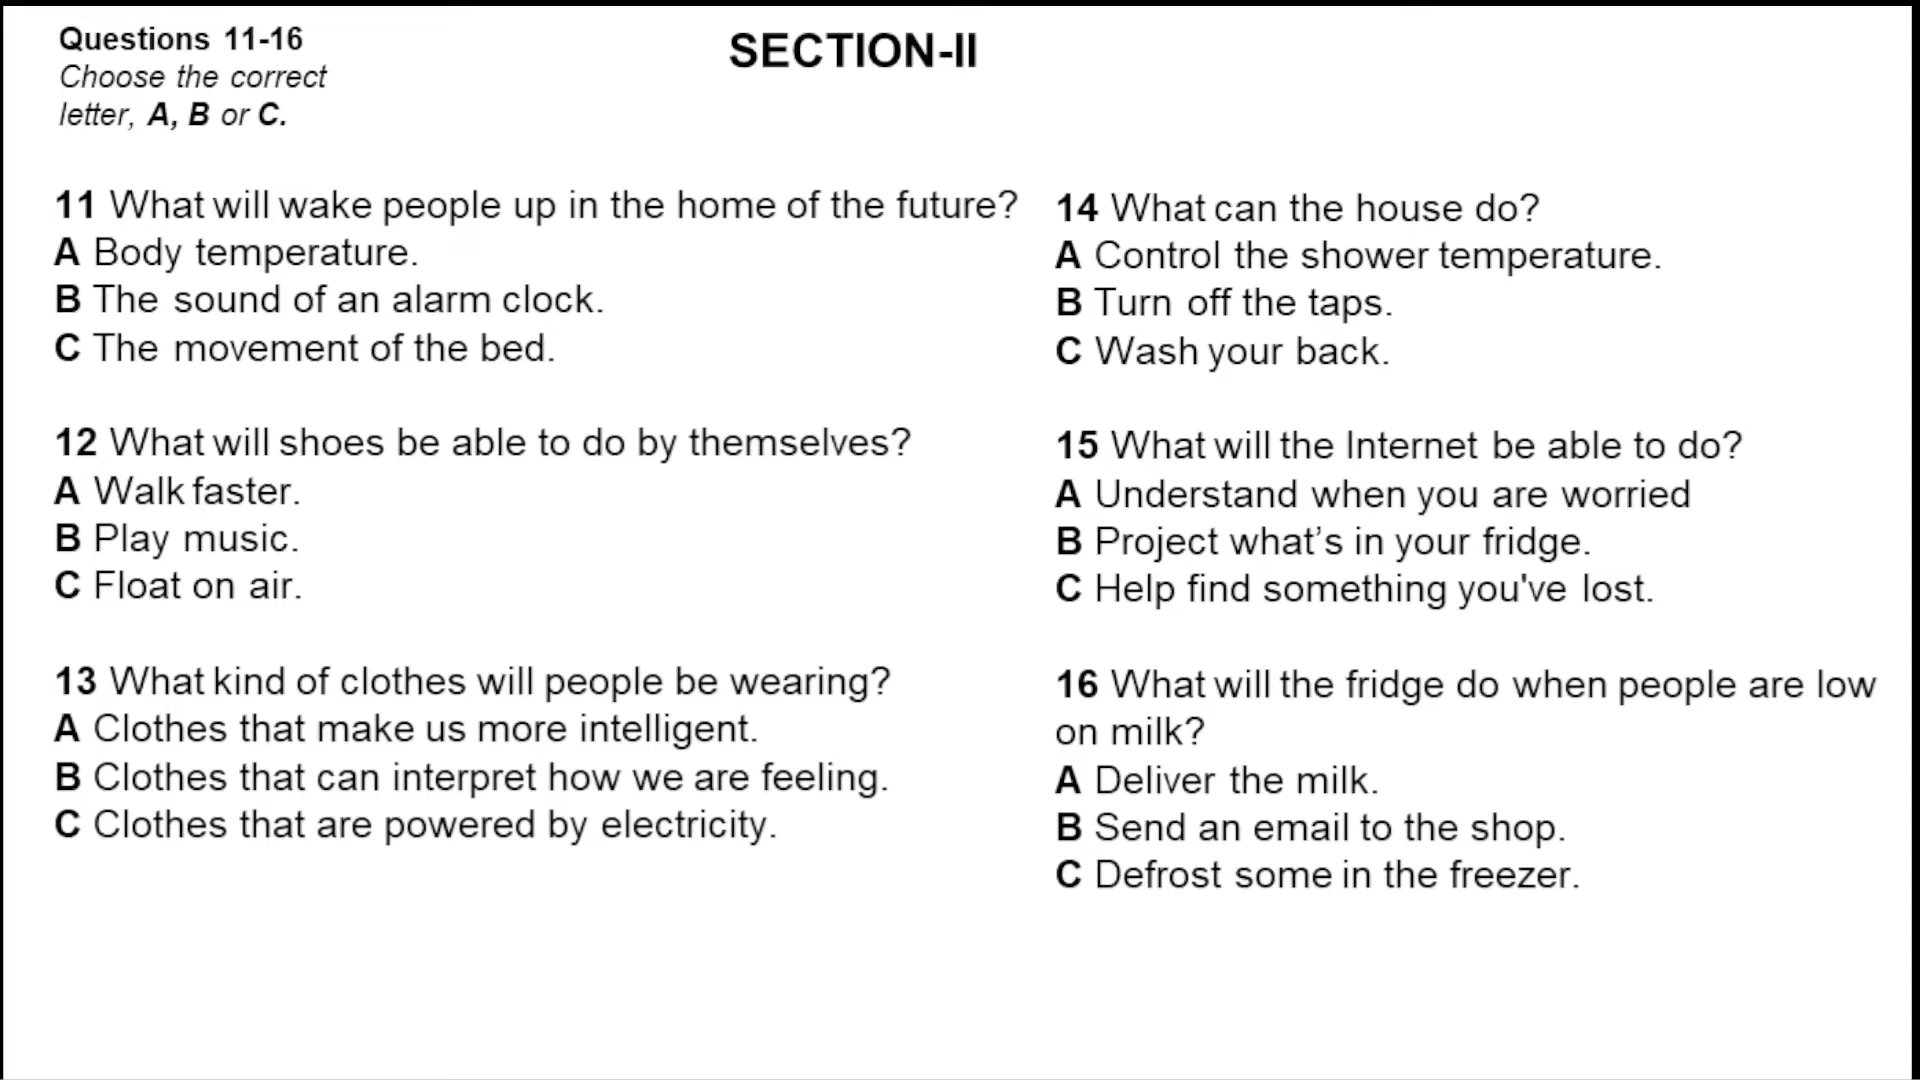 Questions 11-16
Choose the correct
letter, A, B or C.
SECTION-II
11 What will wake people up in the home of the future?
A Body temperature.
B The sound of an alarm clock.
C The movement of the bed.
12 What will shoes be able to do by themselves?
A Walk faster.
B Play music.
C Float on air.
13 What kind of clothes will people be wearing?
A Clothes that make us more intelligent.
B Clothes that can interpret how we are feeling.
C Clothes that are powered by electricity.
14 What can the house do?
A Control the shower temperature.
B Turn off the taps.
C Wash your back.
15 What will the Internet be able to do?
A Understand when you are worried
B Project what’s in your fridge.
C Help find something you've lost.
16 What will the fridge do when people are low
on milk?
A Deliver the milk.
B Send an email to the shop.
C Defrost some in the freezer.